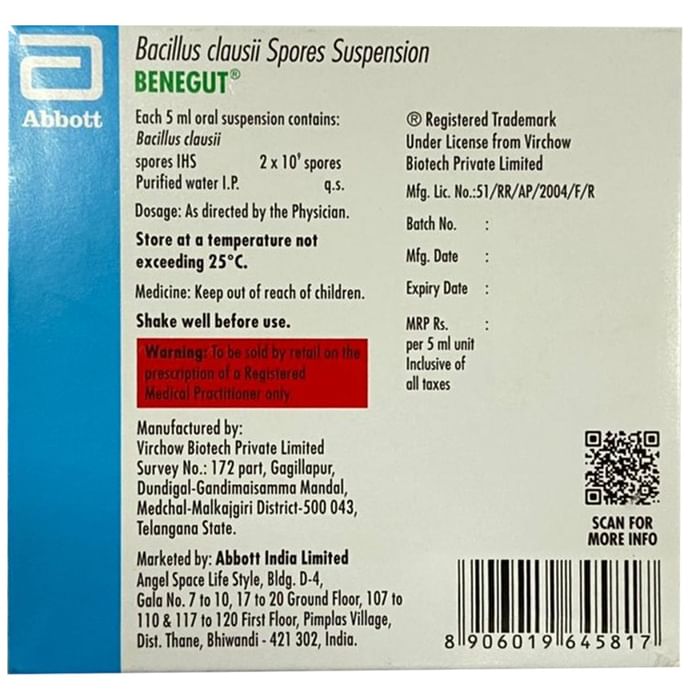 Abbott
Bacillus clausii Spores Suspension
BENEGUT®
Each 5 ml oral suspension contains:
Bacillus clausii
spores IHS 2 x 10⁹ spores
Purified water I.P. q.s.
Dosage: As directed by the Physician.
Store at a temperature not
exceeding 25°C.
Medicine: Keep out of reach of children.
Shake well before use.
Warning: To be sold by retail on the
prescription of a Registered
Medical Practitioner only.
Manufactured by:
Virchow Biotech Private Limited
Survey No.: 172 part, Gagillapur,
Dundigal-Gandimaisamma Mandal,
Medchal-Malkajgiri District-500 043,
Telangana State.
Marketed by: Abbott India Limited
Angel Space Life Style, Bldg. D-4,
Gala No. 7 to 10, 17 to 20 Ground Floor, 107 to
110 & 117 to 120 First Floor, Pimplas Village,
Dist. Thane, Bhiwandi - 421 302, India.
® Registered Trademark
Under License from Virchow
Biotech Private Limited
Mfg. Lic. No.:51/RR/AP/2004/F/R
Batch No. :
Mfg. Date :
Expiry Date :
MRP Rs. :
per 5 ml unit
Inclusive of
all taxes
SCAN FOR
MORE INFO
8 906019 645817